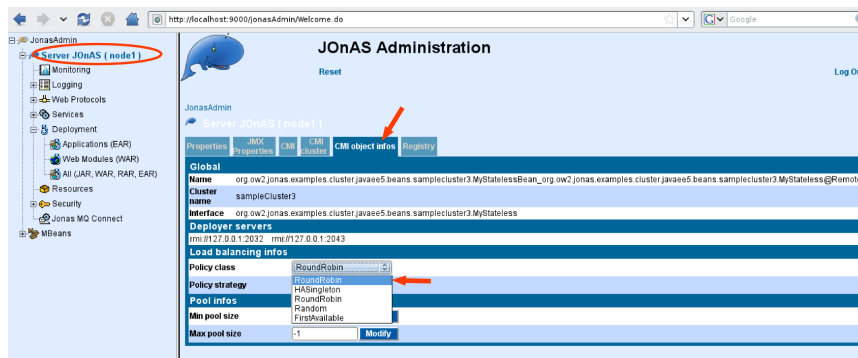 http://localhost:9000/jonasAdmin/Welcome.do
Google
JonasAdmin
Server JOnAS ( node1 )
Monitoring
Logging
Web Protocols
Services
Deployment
Applications (EAR)
Web Modules (WAR)
All (JAR, WAR, RAR, EAR)
Resources
Security
Jonas MQ Connect
MBeans
JOnAS Administration
Reset
Log O
JonasAdmin
Server JOnAS ( node1 )
Properties JMX Properties CMI CMI cluster CMI object infos Registry
Global
Name org.ow2.jonas.examples.cluster.javaee5.beans.samplecluster3.MyStatelessBean_org.ow2.jonas.examples.cluster.javaee5.beans.samplecluster3.MyStateless@Remot
Cluster name sampleCluster3
Interface org.ow2.jonas.examples.cluster.javaee5.beans.samplecluster3.MyStateless
Deployer servers
rmi://127.0.0.1:2032 rmi://127.0.0.1:2043
Load balancing infos
Policy class RoundRobin
Policy strategy
RoundRobin
HASingleton
RoundRobin
Random
FirstAvailable
Pool infos
Min pool size
Max pool size -1 Modify